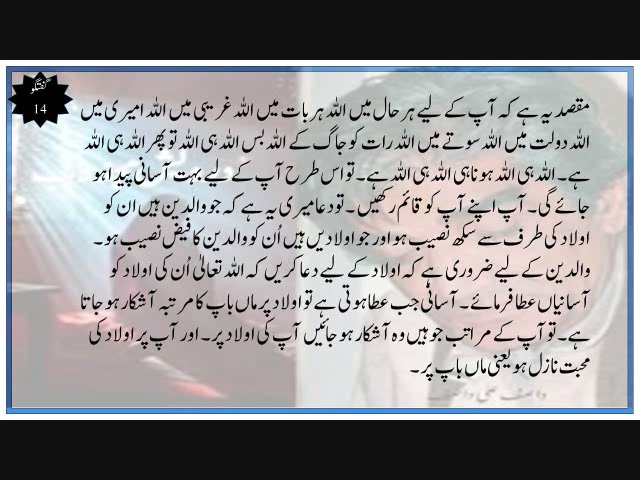 گفتگو
14
مقصد یہ ہے کہ آپ کے لیے ہر حال میں اللہ ہر بات میں اللہ غریبی میں اللہ امیری میں
اللہ دولت میں اللہ سوتے میں اللہ رات کو جاگ کے اللہ بس اللہ ہی اللہ تو پھر اللہ ہی اللہ
ہے۔ اللہ ہی اللہ ہونا ہی اللہ ہی اللہ ہے۔ تو اس طرح آپ کے لیے بہت آسانی پیدا ہو
جائے گی۔ آپ اپنے آپ کو قائم رکھیں۔ تو دعا میری یہ ہے کہ جو والدین ہیں ان کو
اولاد کی طرف سے سکھ نصیب ہو اور جو اولادیں ہیں اُن کو والدین کا فیض نصیب ہو۔
والدین کے لیے ضروری ہے کہ اولاد کے لیے دعا کریں کہ اللہ تعالیٰ اُن کی اولاد کو
آسانیاں عطا فرمائے۔ آسانی جب عطا ہوتی ہے تو اولاد پر ماں باپ کا مرتبہ آشکار ہو جاتا
ہے۔ تو آپ کے مراتب جو ہیں وہ آشکار ہو جائیں آپ کی اولاد پر۔ اور آپ پر اولاد کی
محبت نازل ہو یعنی ماں باپ پر۔
واصف علی واصف